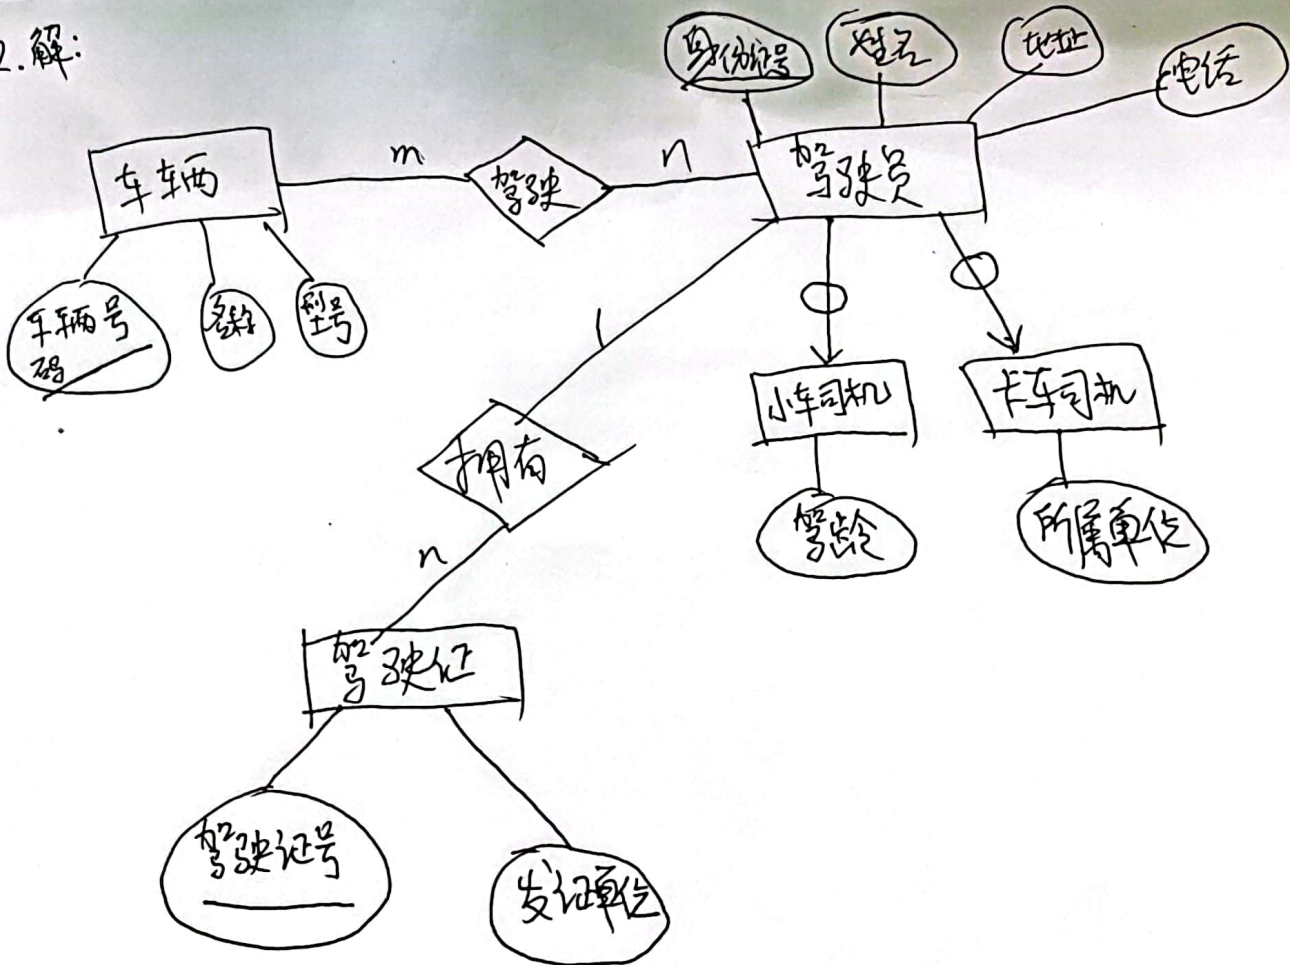 2.解:
身份证号
姓名
地址
电话
车辆
m
驾驶
n
驾驶员
车辆号
码
名称
型号
1
小车司机
卡车司机
拥有
驾龄
所属单位
n
驾驶证
驾驶证号
发证单位